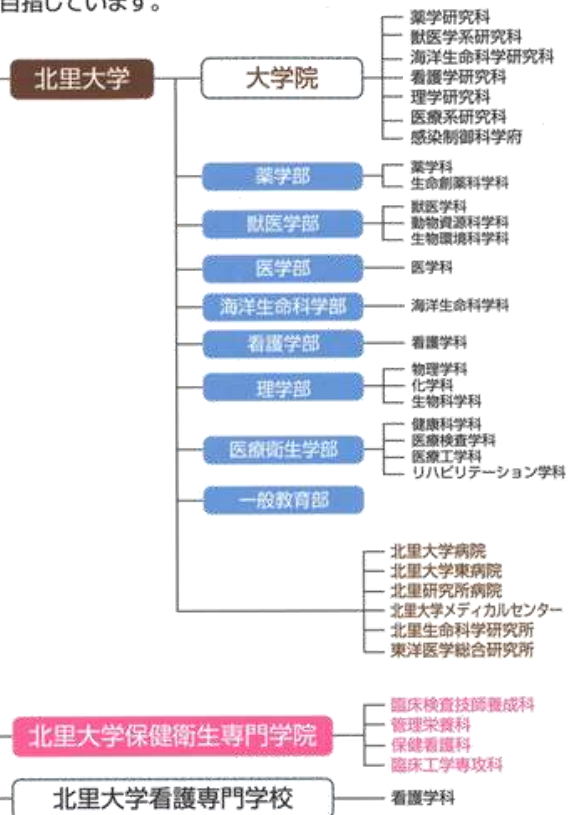 目指しています。
北里大学
大学院
薬学研究科
獣医学系研究科
海洋生命科学研究科
看護学研究科
理学研究科
医療系研究科
感染制御科学府
薬学部
薬学科
生命創薬科学科
獣医学部
獣医学科
動物資源科学科
生物環境科学科
医学部
医学科
海洋生命科学部
海洋生命科学科
看護学部
看護学科
理学部
物理学科
化学科
生物科学科
医療衛生学部
健康科学科
医療検査学科
医療工学科
リハビリテーション学科
一般教育部
北里大学病院
北里大学東病院
北里研究所病院
北里大学メディカルセンター
北里生命科学研究所
東洋医学総合研究所
北里大学保健衛生専門学院
臨床検査技師養成科
管理栄養科
保健看護科
臨床工学専攻科
北里大学看護専門学校
看護学科